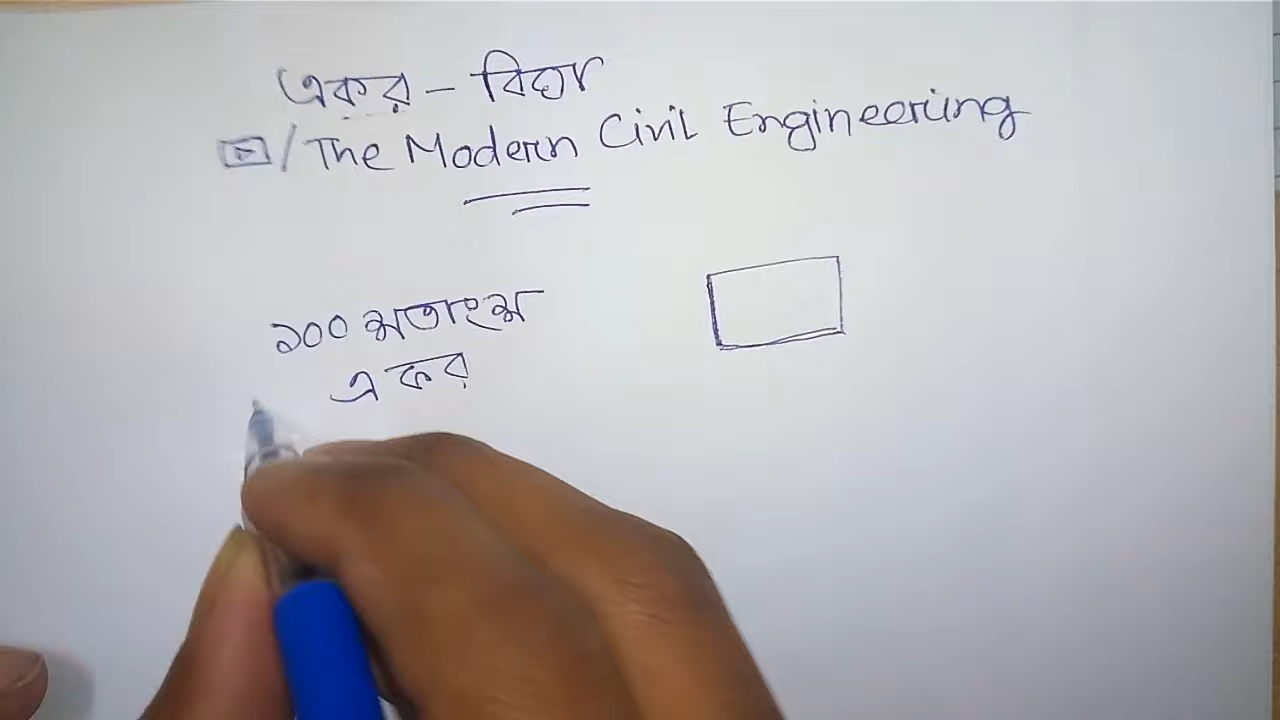 একর - বিঘা
/ The Modern Civil Engineering
১০০ শতাংশ
একর